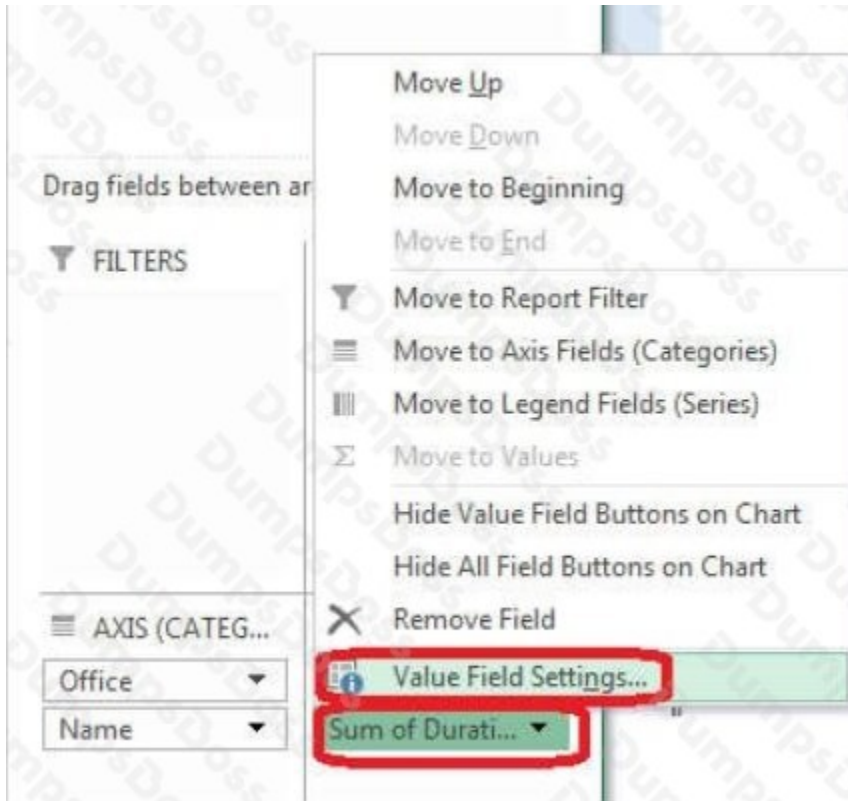 Move Up
Move Down
Drag fields between ar
Move to Beginning
Move to End
FILTERS
Move to Report Filter
Move to Axis Fields (Categories)
Move to Legend Fields (Series)
Σ Move to Values
Hide Value Field Buttons on Chart
Hide All Field Buttons on Chart
AXIS (CATEG...
Remove Field
Office
Value Field Settings...
Name
Sum of Durati...
DumpsDoss